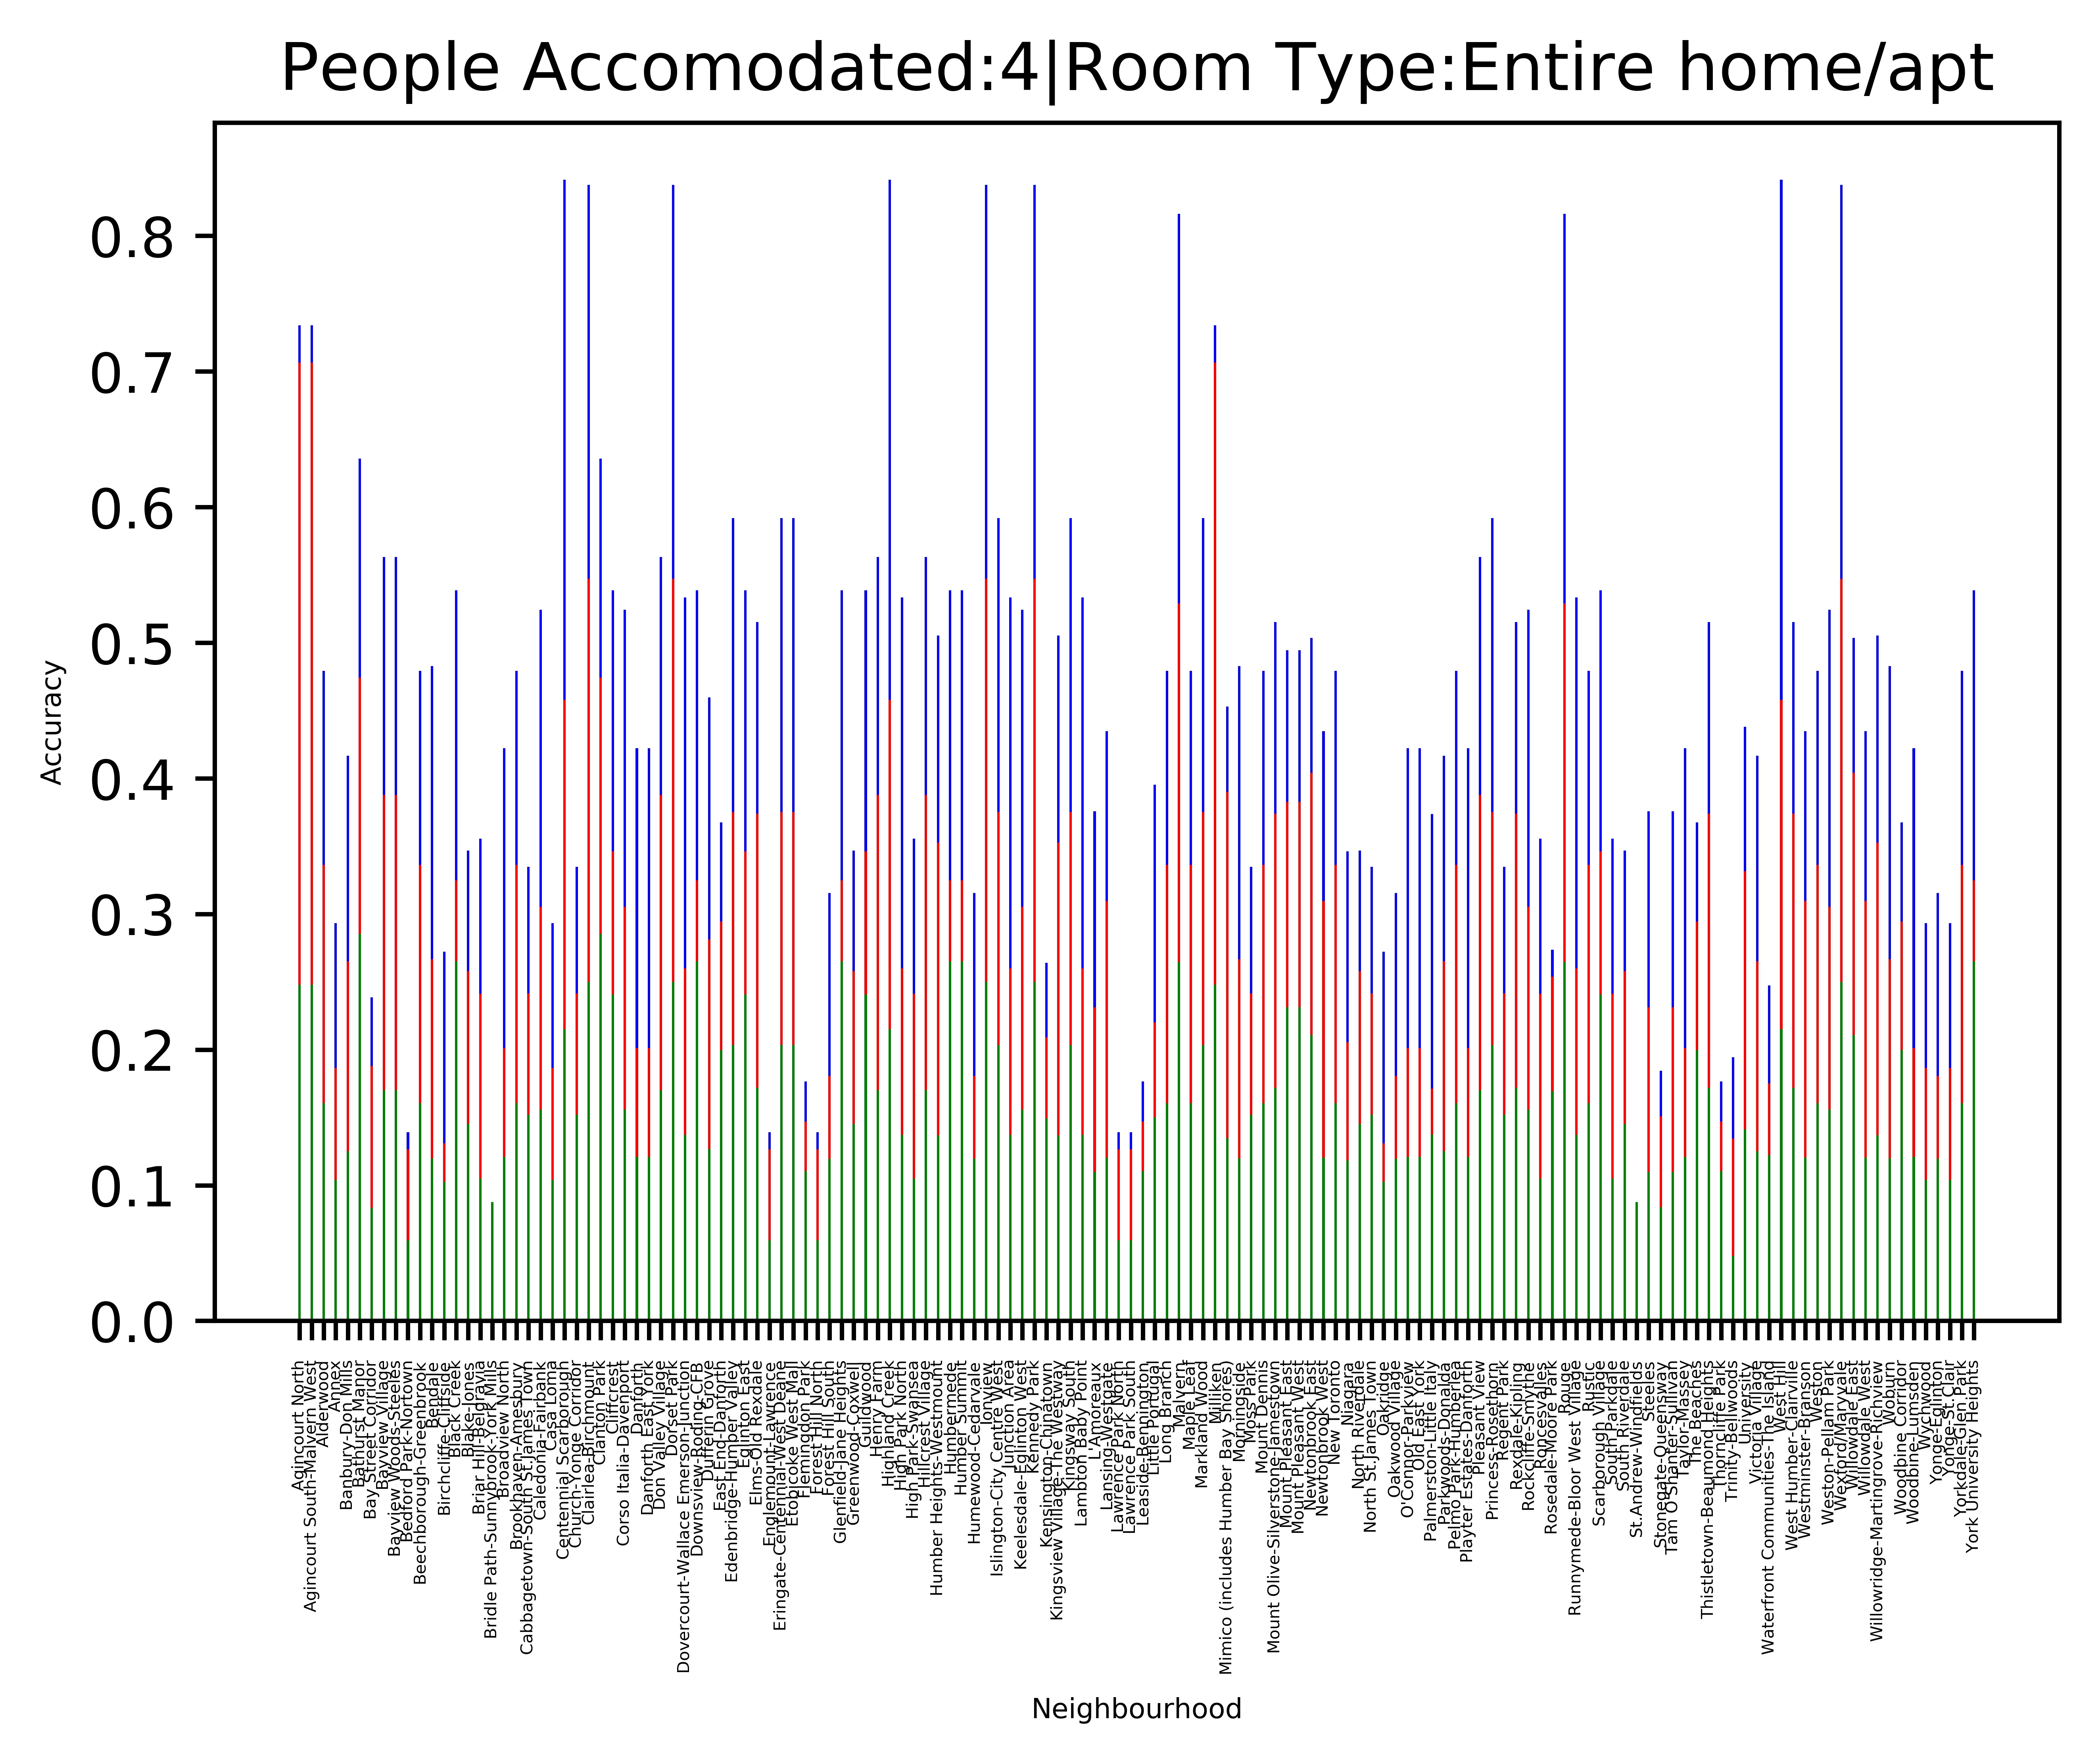 People Accomodated:4|Room Type:Entire home/apt
0.8
0.7
0.6
0.5
0.4
0.3
0.2
0.1
0.0
Accuracy
Agincourt North
Agincourt South-Malvern West
Alderwood
Annex
Banbury-Don Mills
Bathurst Manor
Bay Street Corridor
Bayview Village
Bayview Woods-Steeles
Bedford Park-Nortown
Beechborough-Greenbrook
Bendale
Birchcliffe-Cliffside
Black Creek
Blake-Jones
Briar Hill-Belgravia
Bridle Path-Sunnybrook-York Mills
Broadview North
Brookhaven-Amesbury
Cabbagetown-South St.James Town
Caledonia-Fairbank
Casa Loma
Centennial Scarborough
Church-Yonge Corridor
Clairlea-Birchmount
Clanton Park
Cliffcrest
Corso Italia-Davenport
Danforth
Danforth East York
Don Valley Village
Dorset Park
Dovercourt-Wallace Emerson-Junction
Downsview-Roding-CFB
Dufferin Grove
East End-Danforth
Edenbridge-Humber Valley
Eglinton East
Elms-Old Rexdale
Englemount-Lawrence
Eringate-Centennial-West Deane
Etobicoke West Mall
Flemingdon Park
Forest Hill North
Forest Hill South
Glenfield-Jane Heights
Greenwood-Coxwell
Guildwood
Henry Farm
Highland Creek
High Park North
High Park-Swansea
Hillcrest Village
Humber Heights-Westmount
Humbermede
Humber Summit
Humewood-Cedarvale
Ionview
Islington-City Centre West
Junction Area
Keelesdale-Eglinton West
Kennedy Park
Kensington-Chinatown
Kingsview Village-The Westway
Kingsway South
Lambton Baby Point
L'Amoreaux
Lansing-Westgate
Lawrence Park North
Lawrence Park South
Leaside-Bennington
Little Portugal
Long Branch
Malvern
Maple Leaf
Markland Wood
Milliken
Mimico (includes Humber Bay Shores)
Morningside
Moss Park
Mount Dennis
Mount Olive-Silverstone-Jamestown
Mount Pleasant East
Mount Pleasant West
Newtonbrook East
Newtonbrook West
New Toronto
Niagara
North Riverdale
North St.James Town
Oakridge
Oakwood Village
O'Connor-Parkview
Old East York
Palmerston-Little Italy
Parkwoods-Donalda
Pelmo Park-Humberlea
Playter Estates-Danforth
Pleasant View
Princess-Rosethorn
Regent Park
Rexdale-Kipling
Rockcliffe-Smythe
Roncesvalles
Rosedale-Moore Park
Rouge
Runnymede-Bloor West Village
Rustic
Scarborough Village
South Parkdale
South Riverdale
St.Andrew-Windfields
Steeles
Stonegate-Queensway
Tam O'Shanter-Sullivan
Taylor-Massey
The Beaches
Thistletown-Beaumond Heights
Thorncliffe Park
Trinity-Bellwoods
University
Victoria Village
Waterfront Communities-The Island
West Hill
West Humber-Clairville
Westminster-Branson
Weston
Weston-Pellam Park
Wexford/Maryvale
Willowdale East
Willowdale West
Willowridge-Martingrove-Richview
Woburn
Woodbine Corridor
Woodbine-Lumsden
Wychwood
Yonge-Eglinton
Yonge-St.Clair
Yorkdale-Glen Park
York University Heights
Neighbourhood